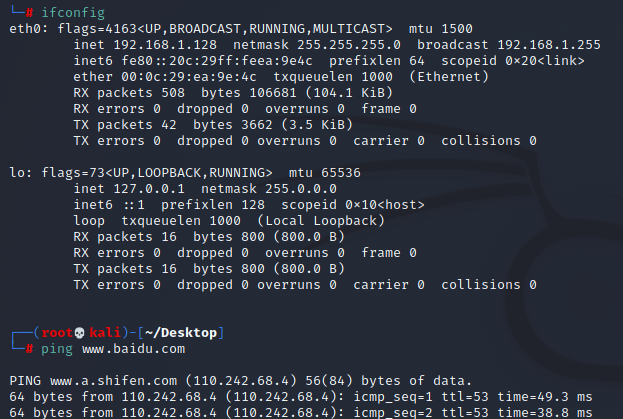 └─# ifconfig
eth0: flags=4163<UP,BROADCAST,RUNNING,MULTICAST>  mtu 1500
        inet 192.168.1.128  netmask 255.255.255.0  broadcast 192.168.1.255
        inet6 fe80::20c:29ff:feea:9e4c  prefixlen 64  scopeid 0×20<link>
        ether 00:0c:29:ea:9e:4c  txqueuelen 1000  (Ethernet)
        RX packets 508  bytes 106681 (104.1 KiB)
        RX errors 0  dropped 0  overruns 0  frame 0
        TX packets 42  bytes 3662 (3.5 KiB)
        TX errors 0  dropped 0 overruns 0  carrier 0  collisions 0
lo: flags=73<UP,LOOPBACK,RUNNING>  mtu 65536
        inet 127.0.0.1  netmask 255.0.0.0
        inet6 ::1  prefixlen 128  scopeid 0×10<host>
        loop  txqueuelen 1000  (Local Loopback)
        RX packets 16  bytes 800 (800.0 B)
        RX errors 0  dropped 0  overruns 0  frame 0
        TX packets 16  bytes 800 (800.0 B)
        TX errors 0  dropped 0 overruns 0  carrier 0  collisions 0
┌──(root💀kali)-[~/Desktop]
└─# ping www.baidu.com
PING www.a.shifen.com (110.242.68.4) 56(84) bytes of data.
64 bytes from 110.242.68.4 (110.242.68.4): icmp_seq=1 ttl=53 time=49.3 ms
64 bytes from 110.242.68.4 (110.242.68.4): icmp_seq=2 ttl=53 time=38.8 ms